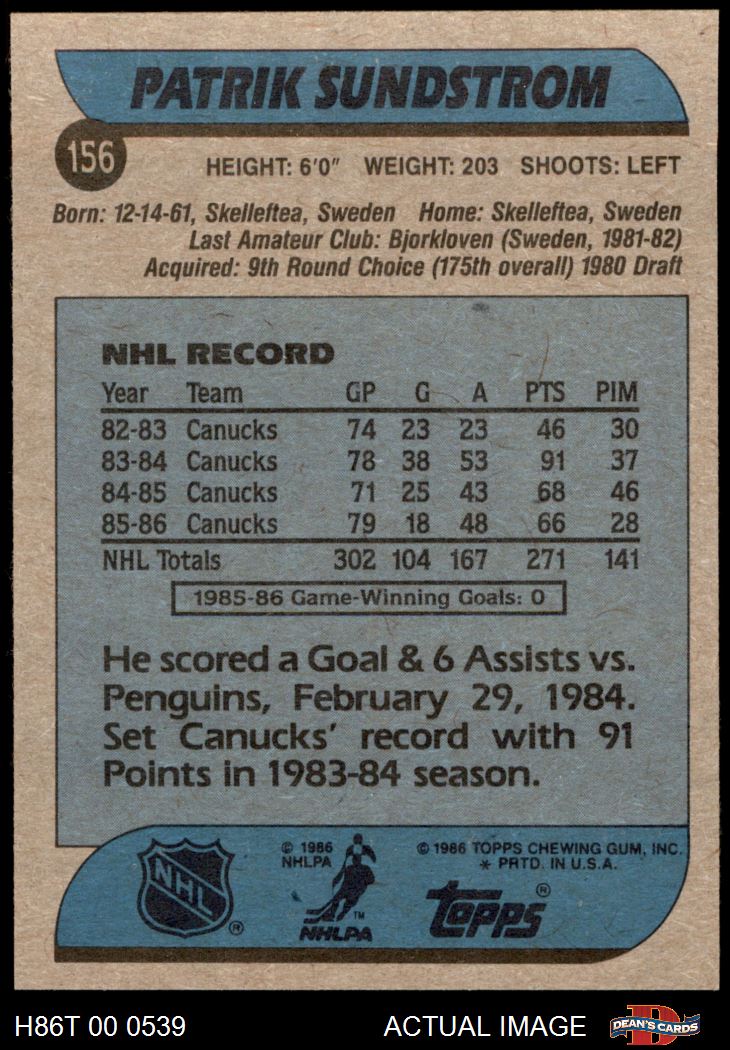 PATRIK SUNDSTROM
156
HEIGHT: 6'0" WEIGHT: 203 SHOOTS: LEFT
Born: 12-14-61, Skelleftea, Sweden Home: Skelleftea, Sweden
Last Amateur Club: Bjorkloven (Sweden, 1981-82)
Acquired: 9th Round Choice (175th overall) 1980 Draft
NHL RECORD
Year Team GP G A PTS PIM
82-83 Canucks 74 23 23 46 30
83-84 Canucks 78 38 53 91 37
84-85 Canucks 71 25 43 68 46
85-86 Canucks 79 18 48 66 28
NHL Totals 302 104 167 271 141
1985-86 Game-Winning Goals: 0
He scored a Goal & 6 Assists vs.
Penguins, February 29, 1984.
Set Canucks' record with 91
Points in 1983-84 season.
NHL ®
© 1986
NHLPA
TM
NHLPA
© 1986 TOPPS CHEWING GUM, INC.
* PRTD. IN U.S.A.
topps ®
H86T 00 0539 ACTUAL IMAGE
D
DEAN'S CARDS